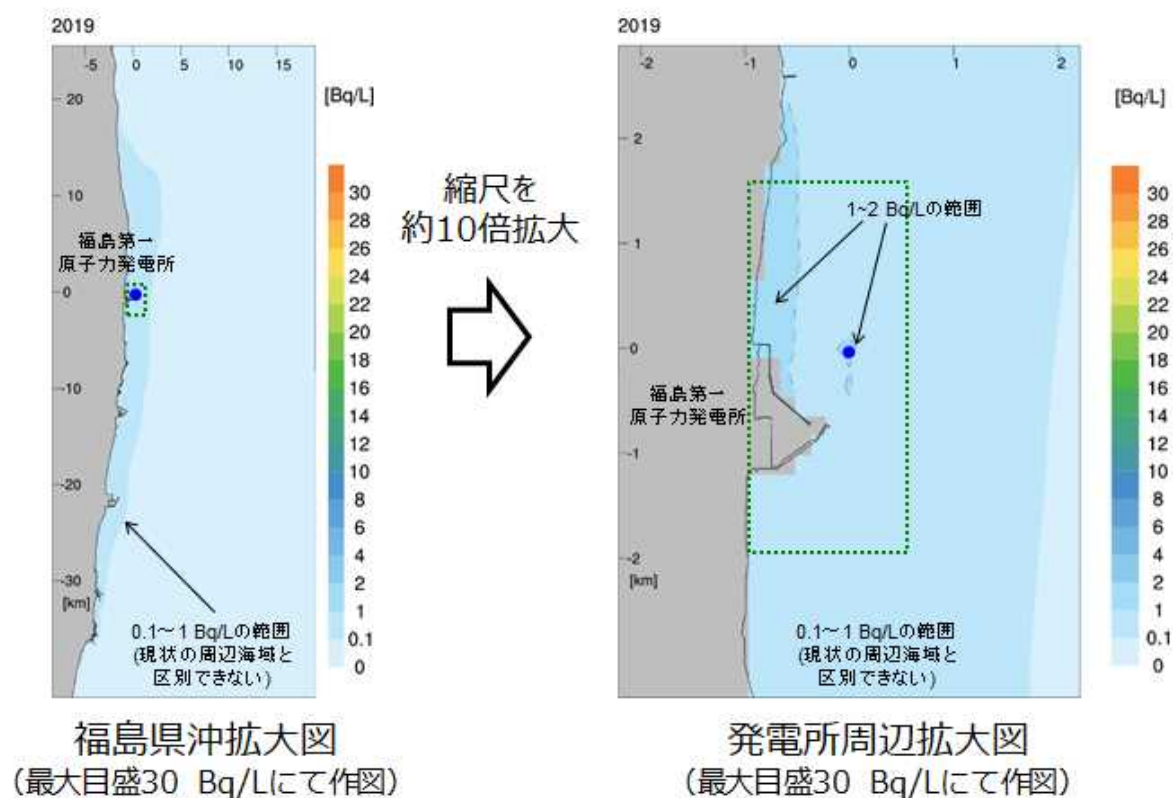 2019
-5 0 5 10 15
20
10
0
-10
-20
-30
[km]
福島第一
原子力発電所
0.1～1 Bq/Lの範囲
(現状の周辺海域と
区別できない)
[Bq/L]
30
28
26
24
22
20
18
16
14
12
10
8
6
4
2
1
0.1
0
福島県沖拡大図
(最大目盛30 Bq/Lにて作図)
縮尺を
約10倍拡大
2019
-2 -1 0 1 2
2
1
0
-1
-2
[km]
1~2 Bq/Lの範囲
福島第一
原子力発電所
0.1～1 Bq/Lの範囲
(現状の周辺海域と
区別できない)
[Bq/L]
30
28
26
24
22
20
18
16
14
12
10
8
6
4
2
1
0.1
0
発電所周辺拡大図
(最大目盛30 Bq/Lにて作図)